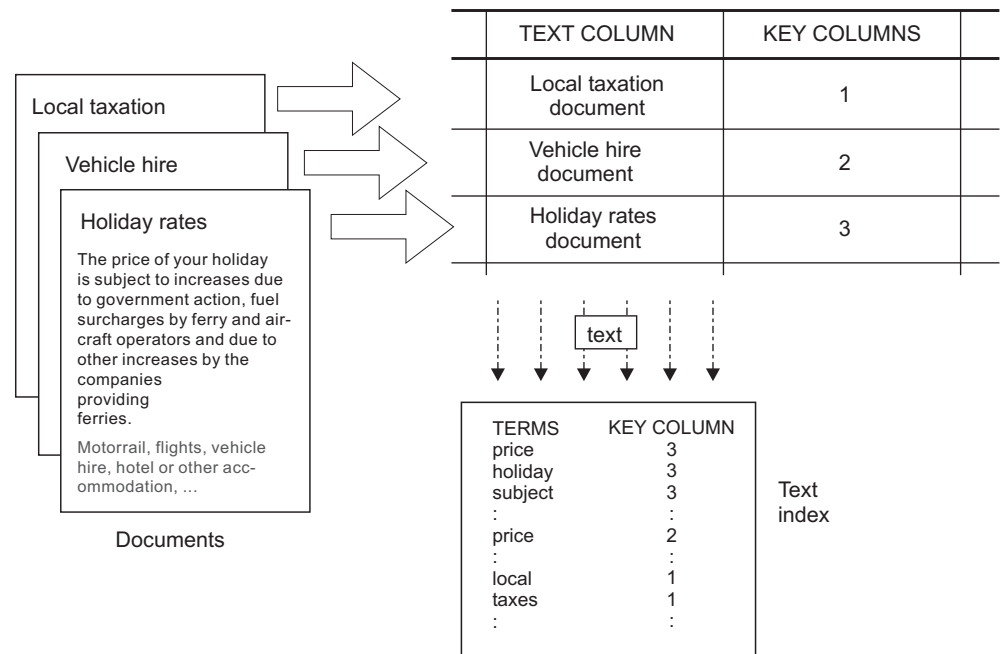 Local taxation
Vehicle hire
Holiday rates
The price of your holiday
is subject to increases due
to government action, fuel
surcharges by ferry and air-
craft operators and due to
other increases by the
companies
providing
ferries.
Motorrail, flights, vehicle
hire, hotel or other acc-
ommodation, ...
Documents
TEXT COLUMN KEY COLUMNS
Local taxation
document 1
Vehicle hire
document 2
Holiday rates
document 3
text
TERMS KEY COLUMN
price 3
holiday 3
subject 3
: :
price 2
: :
local 1
taxes 1
: :
Text
index